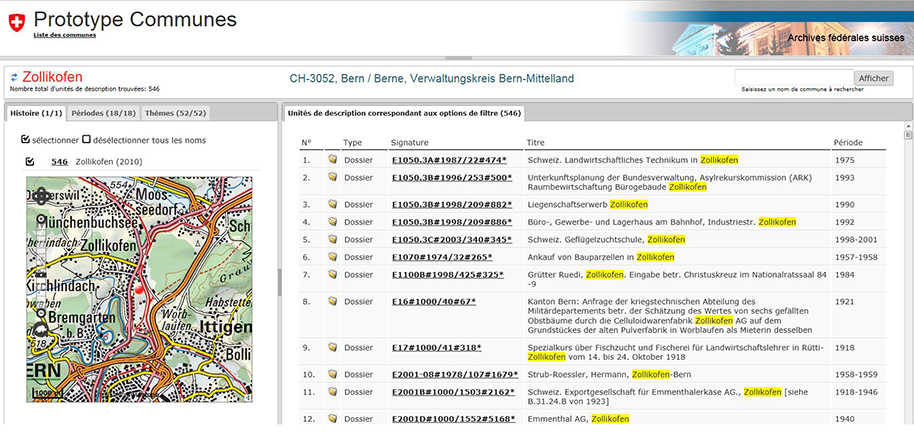 Prototype Communes
Liste des communes
Archives fédérales suisses
Zollikofen
Nombre total d'unités de description trouvées: 546
CH-3052, Bern / Berne, Verwaltungskreis Bern-Mittelland
Afficher
Saisissez un nom de commune à rechercher
Histoire (1/1) Périodes (18/18) Thèmes (52/52)
sélectionner désélectionner tous les noms
546 Zollikofen (2010)
554
Moos-
seedorf
Münchenbuchsee
Zollikofen
Kirchlindach
Bremgarten
Worb-
laufen
Habstetten
Ittigen
Bolli
ERN
Unités de description correspondant aux options de filtre (546)
N° Type Signature Titre Période
1. Dossier E1050.3A#1987/22#474* Schweiz. Landwirtschaftliches Technikum in Zollikofen 1975
2. Dossier E1050.3B#1996/253#500* Unterkunftsplanung der Bundesverwaltung, Asylrekurskommission (ARK) 1993
Raumbewirtschaftung Bürogebäude Zollikofen
3. Dossier E1050.3B#1998/209#882* Liegenschaftserwerb Zollikofen 1990
4. Dossier E1050.3B#1998/209#886* Büro-, Gewerbe- und Lagerhaus am Bahnhof, Industriestr. Zollikofen 1992
5. Dossier E1050.3C#2003/340#345* Schweiz. Geflügelzuchtschule, Zollikofen 1998-2001
6. Dossier E1070#1974/32#265* Ankauf von Bauparzellen in Zollikofen 1957-1958
7. Dossier E1100B#1998/425#325* Grütter Ruedi, Zollikofen. Eingabe betr. Christuskreuz im Nationalratssaal 84 1984
-9
8. Dossier E16#1000/40#67* Kanton Bern: Anfrage der kriegstechnischen Abteilung des 1921
Militärdepartements betr. der Schätzung des Wertes von sechs gefällten
Obstbäume durch die Celluloidwarenfabrik Zollikofen AG auf dem
Grundstückes der alten Pulverfabrik in Worblaufen als Mieterin desselben
9. Dossier E17#1000/41#318* Spezialkurs über Fischzucht und Fischerei für Landwirtschaftslehrer in Rütti- 1918
Zollikofen vom 14. bis 24. Oktober 1918
10. Dossier E2001-08#1978/107#1679* Strub-Roessler, Hermann, Zollikofen-Bern 1958-1959
11. Dossier E2001B#1000/1503#2162* Schweiz. Exportgesellschaft für Emmenthalerkäse AG., Zollikofen [siehe 1918-1946
B.31.24.B von 1923]
12. Dossier E2001D#1000/1552#5168* Emmenthal AG, Zollikofen 1940